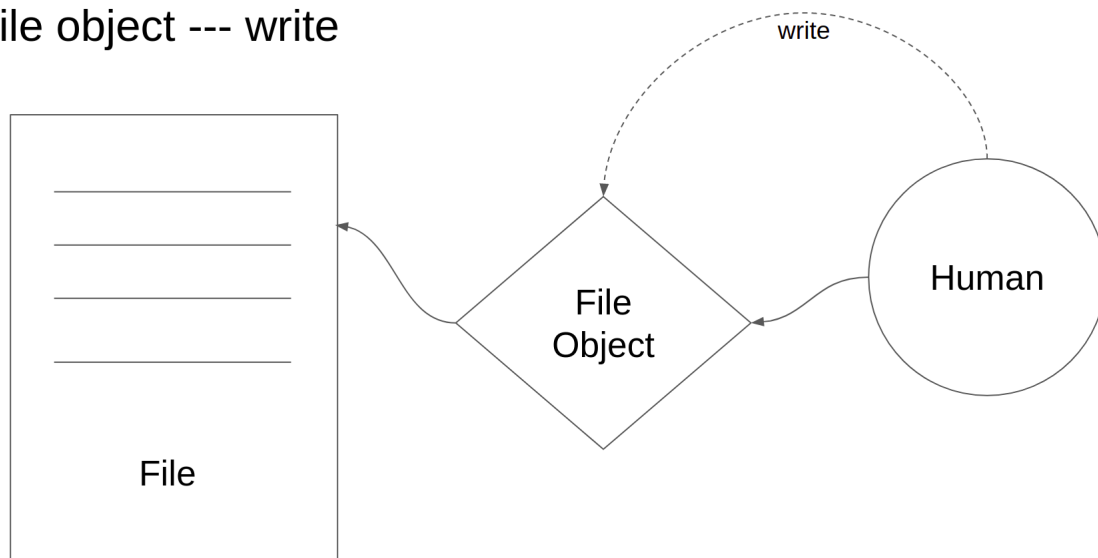 ile object --- write
write
File
Object
Human
File